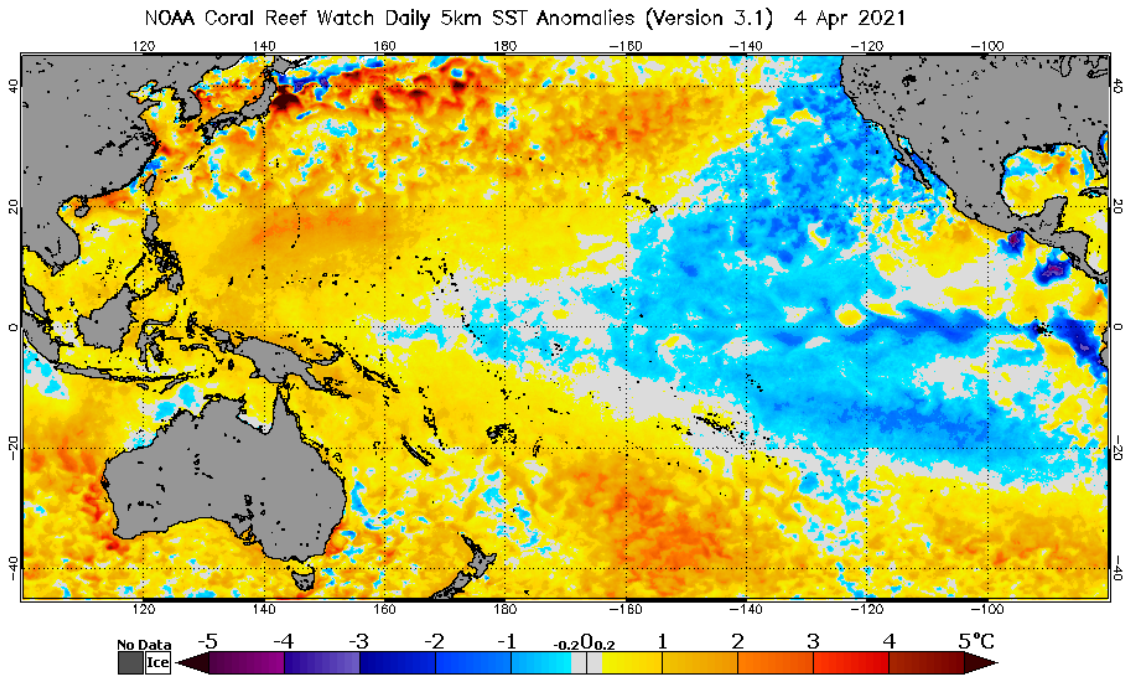 NOAA Coral Reef Watch Daily 5km SST Anomalies (Version 3.1) 4 Apr 2021
120 140 160 180 -160 -140 -120 -100
40 40
20 20
0 0
-20 -20
-40 -40
120 140 160 180 -160 -140 -120 -100
No Data -5 -4 -3 -2 -1 -0.2 0 0.2 1 2 3 4 5°C
Ice